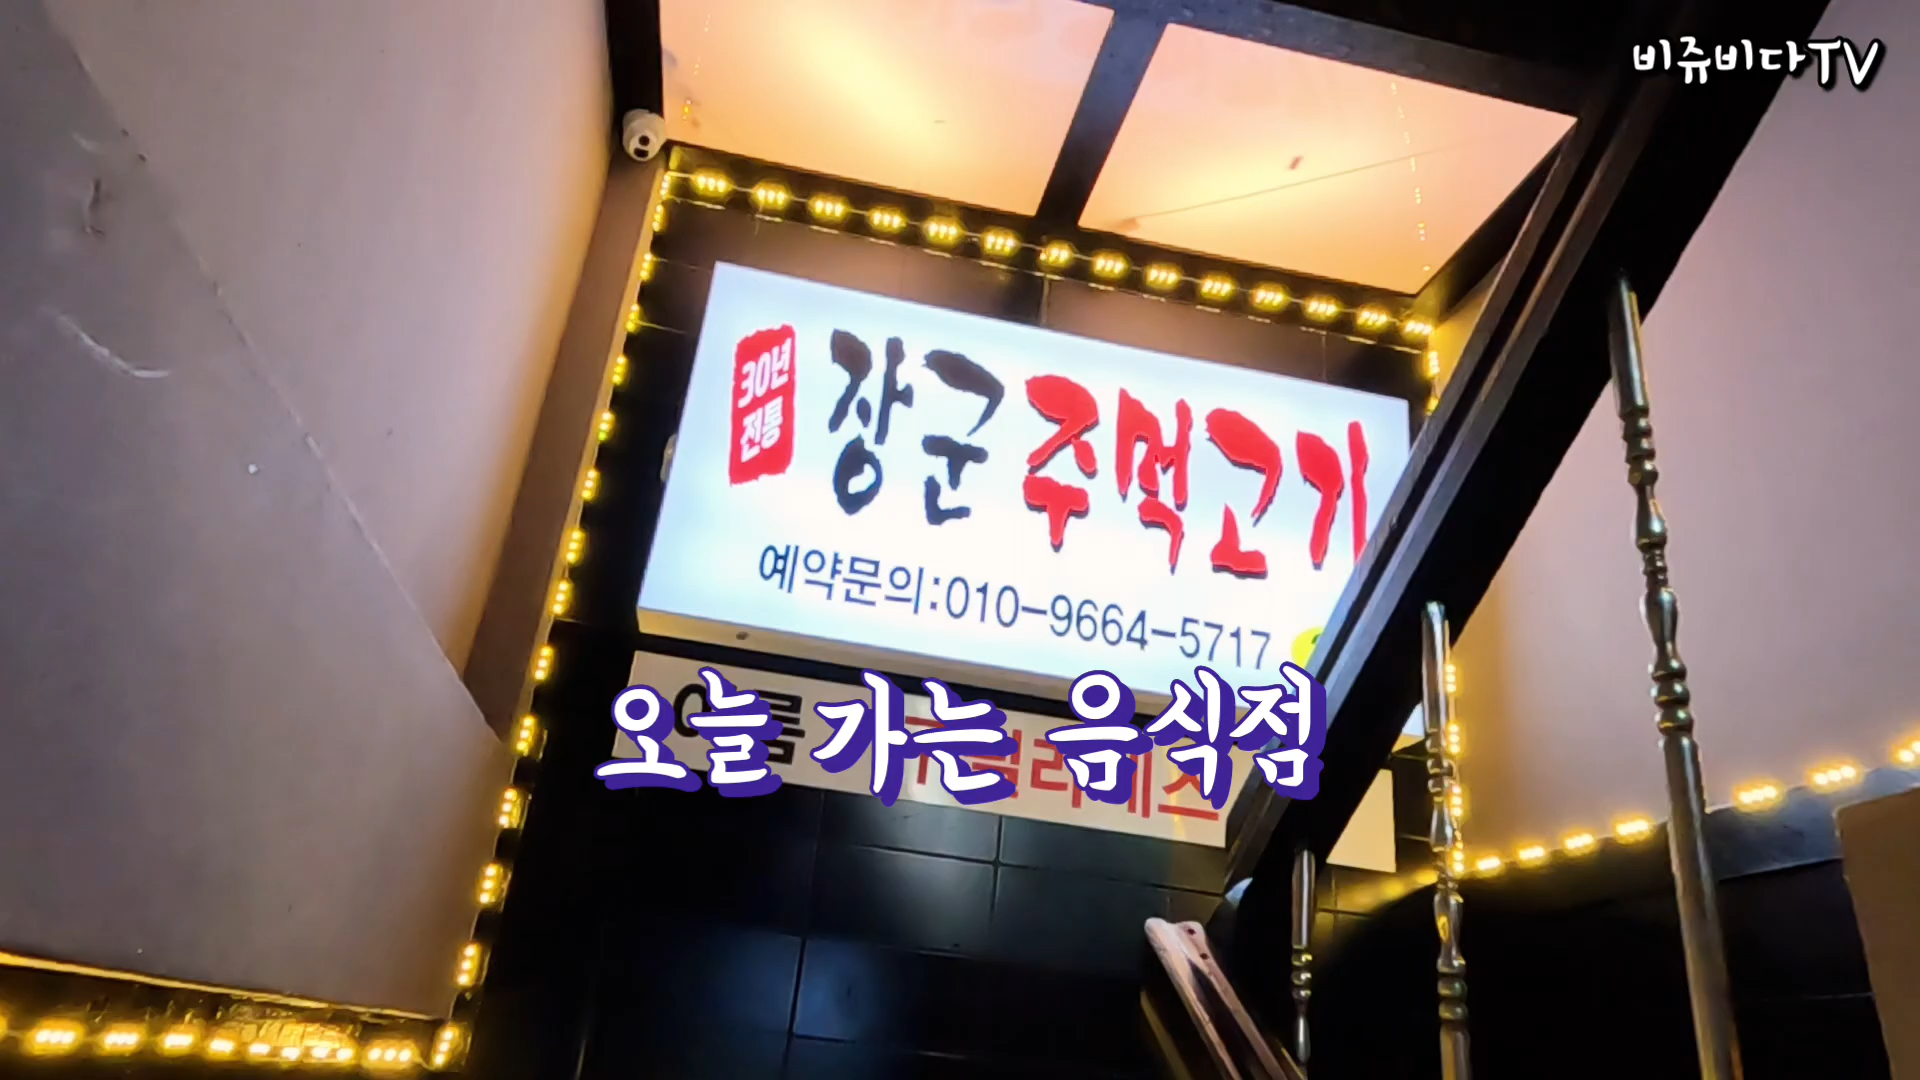 비쥬비다TV
30년
전통
장군 주먹고기
예약문의:010-9664-5717
오늘 가는 음식점